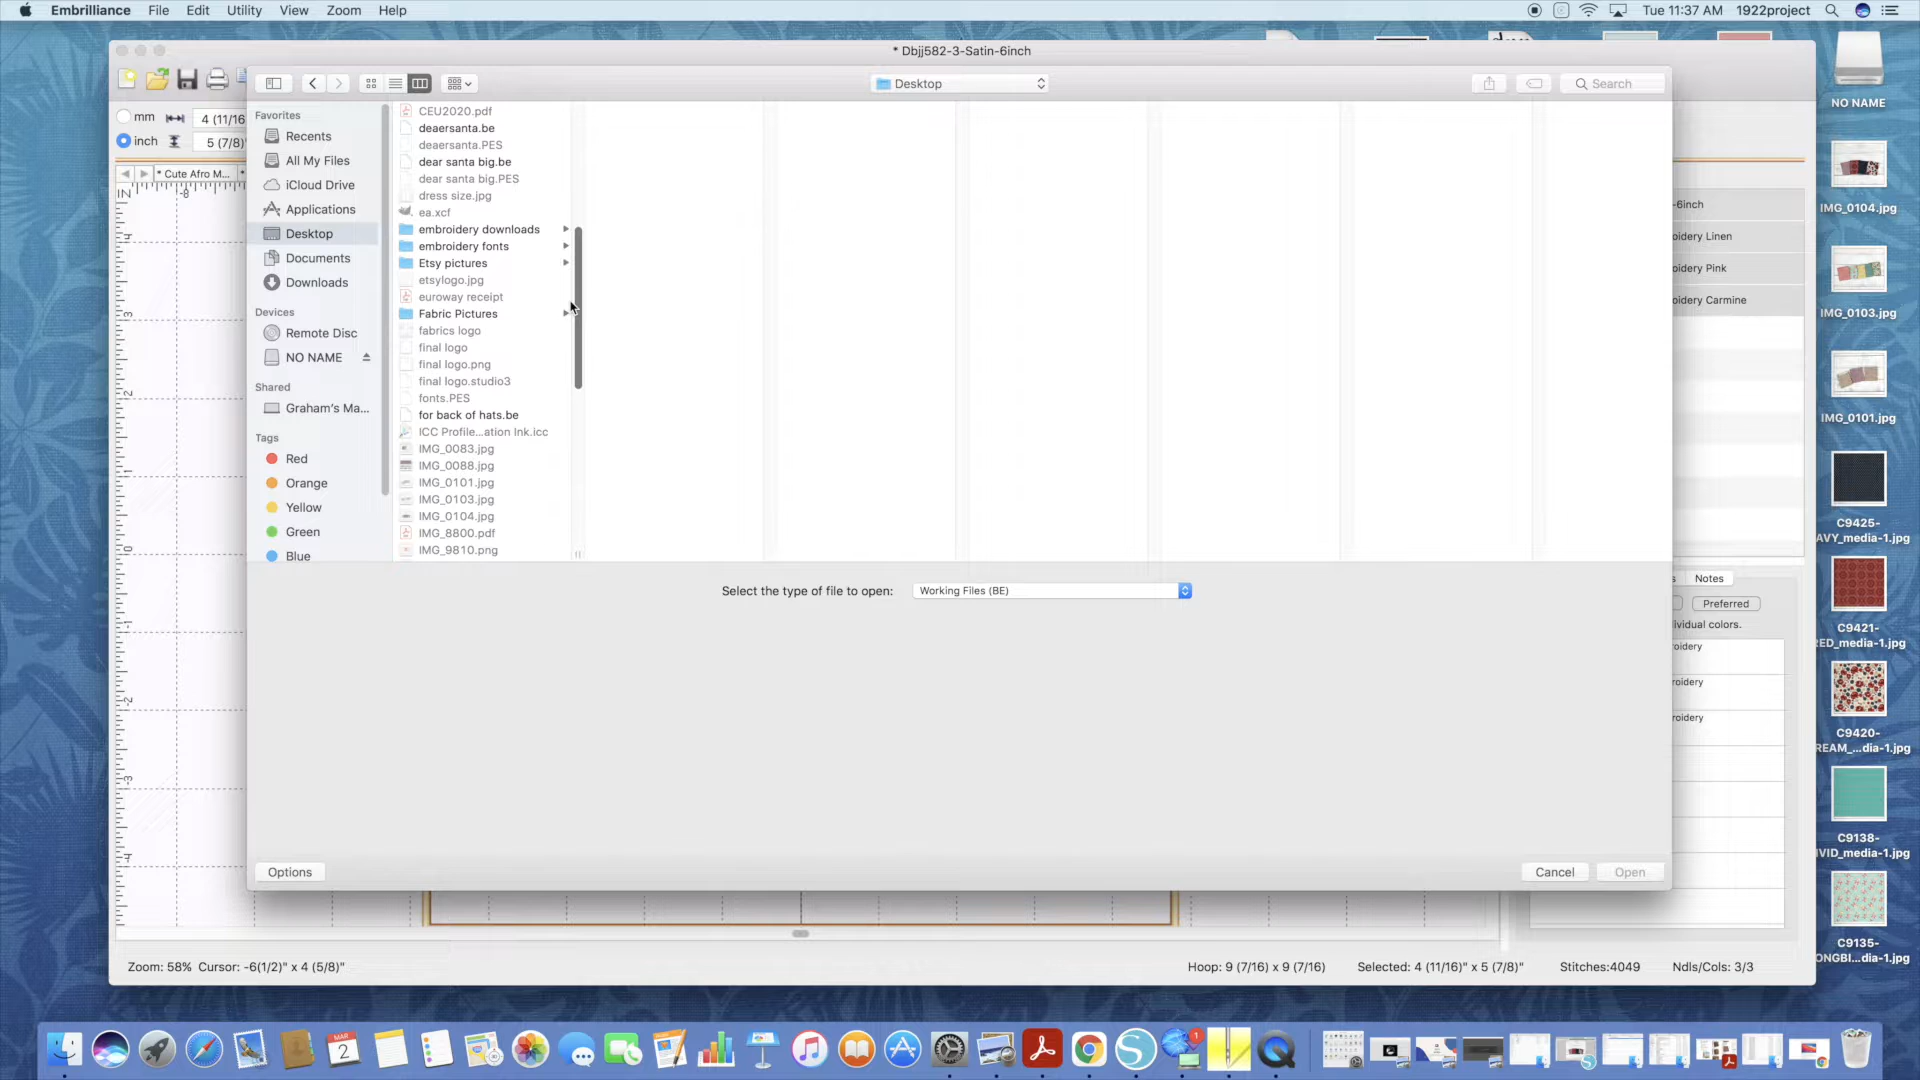 Embrilliance File Edit Utility View Zoom Help
Tue 11:37 AM 1922project
* Dbjj582-3-Satin-6inch
Desktop
Search
mm
4 (11/16
inch
5 (7/8)"
* Cute Afro M...
IN
Favorites
Recents
All My Files
iCloud Drive
Applications
Desktop
Documents
Downloads
Devices
Remote Disc
NO NAME
Shared
Graham's Ma...
Tags
Red
Orange
Yellow
Green
Blue
CEU2020.pdf
deaersanta.be
deaersanta.PES
dear santa big.be
dear santa big.PES
dress size.jpg
ea.xcf
embroidery downloads
embroidery fonts
Etsy pictures
etsylogo.jpg
euroway receipt
Fabric Pictures
fabrics logo
final logo
final logo.png
final logo.studio3
fonts.PES
for back of hats.be
ICC Profile...ation Ink.icc
IMG_0083.jpg
IMG_0088.jpg
IMG_0101.jpg
IMG_0103.jpg
IMG_0104.jpg
IMG_8800.pdf
IMG_9810.png
Select the type of file to open: Working Files (BE)
Options
Cancel
Open
-6inch
oidery Linen
oidery Pink
oidery Carmine
s Notes
Preferred
ividual colors.
roidery
roidery
roidery
Zoom: 58% Cursor: -6(1/2)" x 4 (5/8)"
Hoop: 9 (7/16) x 9 (7/16)
Selected: 4 (11/16)" x 5 (7/8)"
Stitches:4049
Ndls/Cols: 3/3
NO NAME
IMG_0104.jpg
IMG_0103.jpg
IMG_0101.jpg
C9425-
AVY_media-1.jpg
C9421-
RED_media-1.jpg
C9420-
REAM_...dia-1.jpg
C9138-
IVID_media-1.jpg
C9135-
ONGBI...dia-1.jpg
MAR
2
1